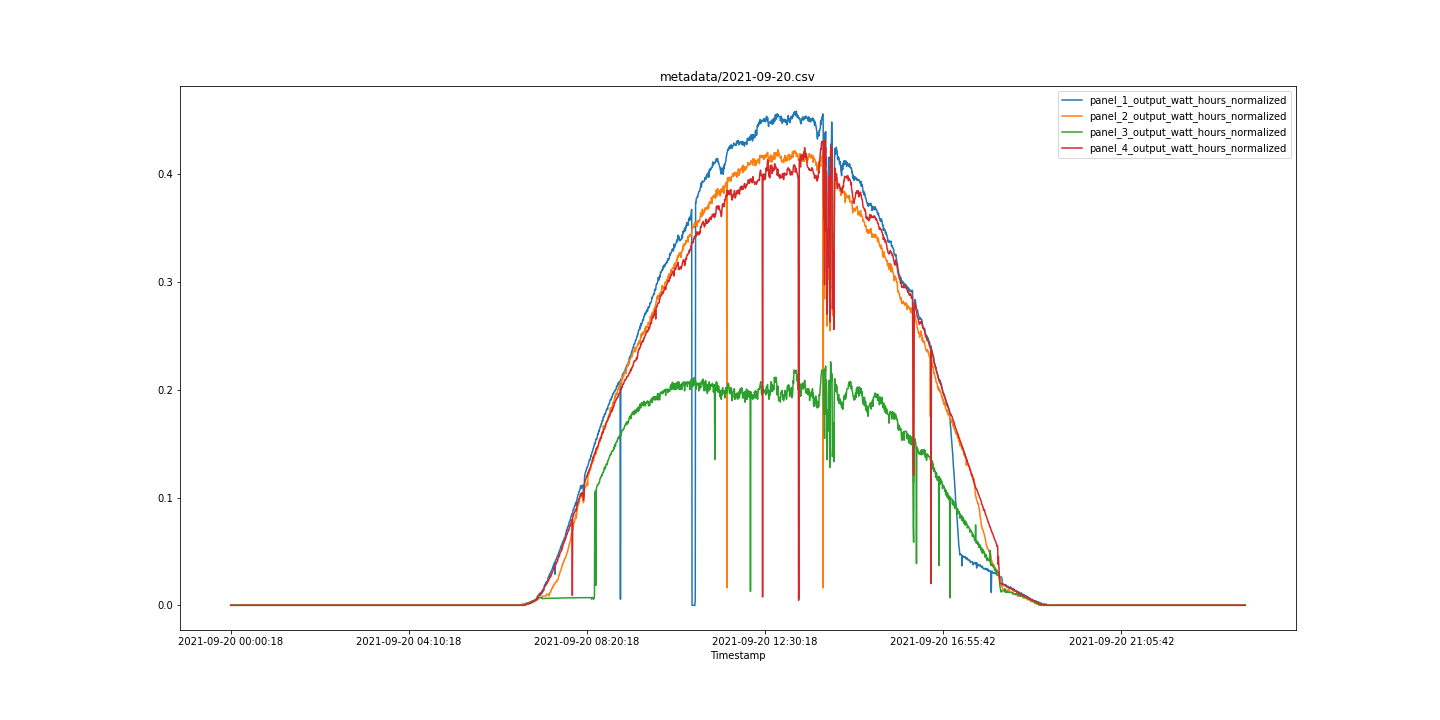 metadata/2021-09-20.csv
panel_1_output_watt_hours_normalized
panel_2_output_watt_hours_normalized
panel_3_output_watt_hours_normalized
panel_4_output_watt_hours_normalized
0.4
0.3
0.2
0.1
0.0
2021-09-20 00:00:18
2021-09-20 04:10:18
2021-09-20 08:20:18
2021-09-20 12:30:18
2021-09-20 16:55:42
2021-09-20 21:05:42
Timestamp